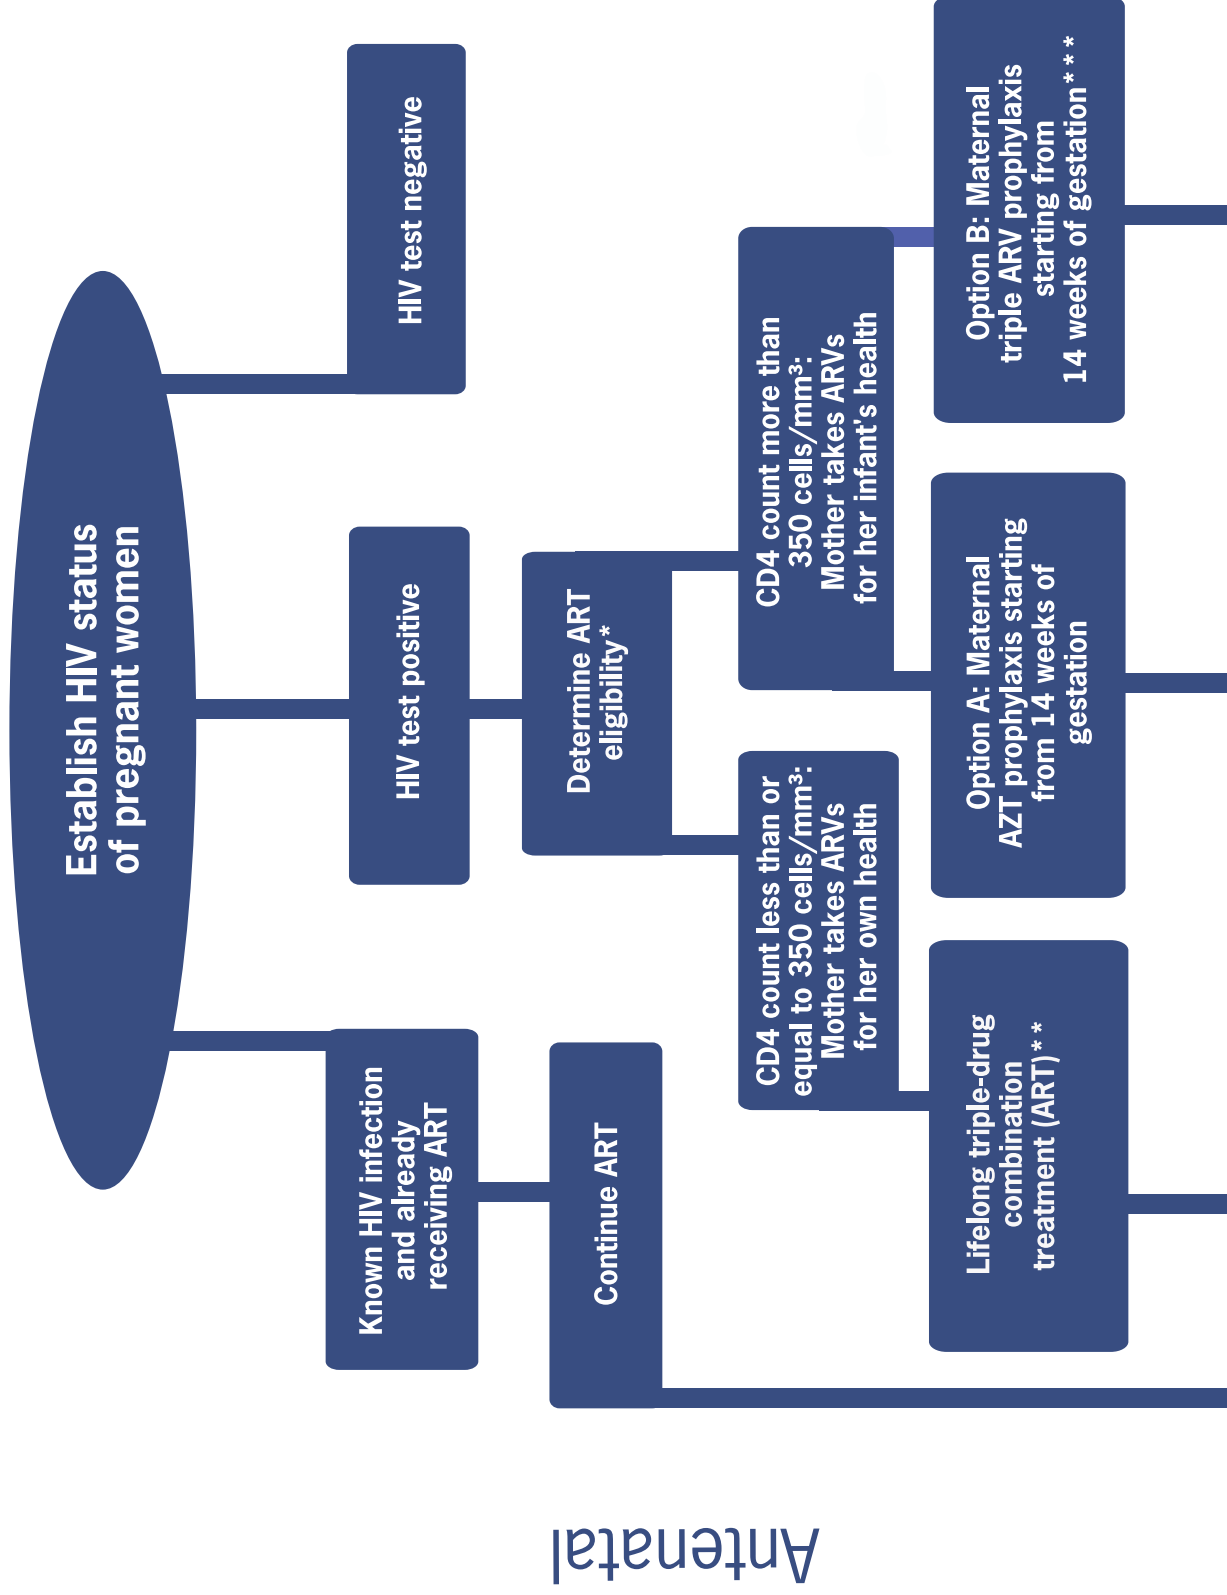 Establish HIV status
of pregnant women
Known HIV infection
and already
receiving ART
HIV test positive
HIV test negative
Continue ART
Determine ART
eligibility*
CD4 count less than or
equal to 350 cells/mm³:
Mother takes ARVs
for her own health
CD4 count more than
350 cells/mm³:
Mother takes ARVs
for her infant's health
Lifelong triple-drug
combination
treatment (ART)**
Option A: Maternal
AZT prophylaxis starting
from 14 weeks of
gestation
Option B: Maternal
triple ARV prophylaxis
starting from
14 weeks of gestation***
Antenatal